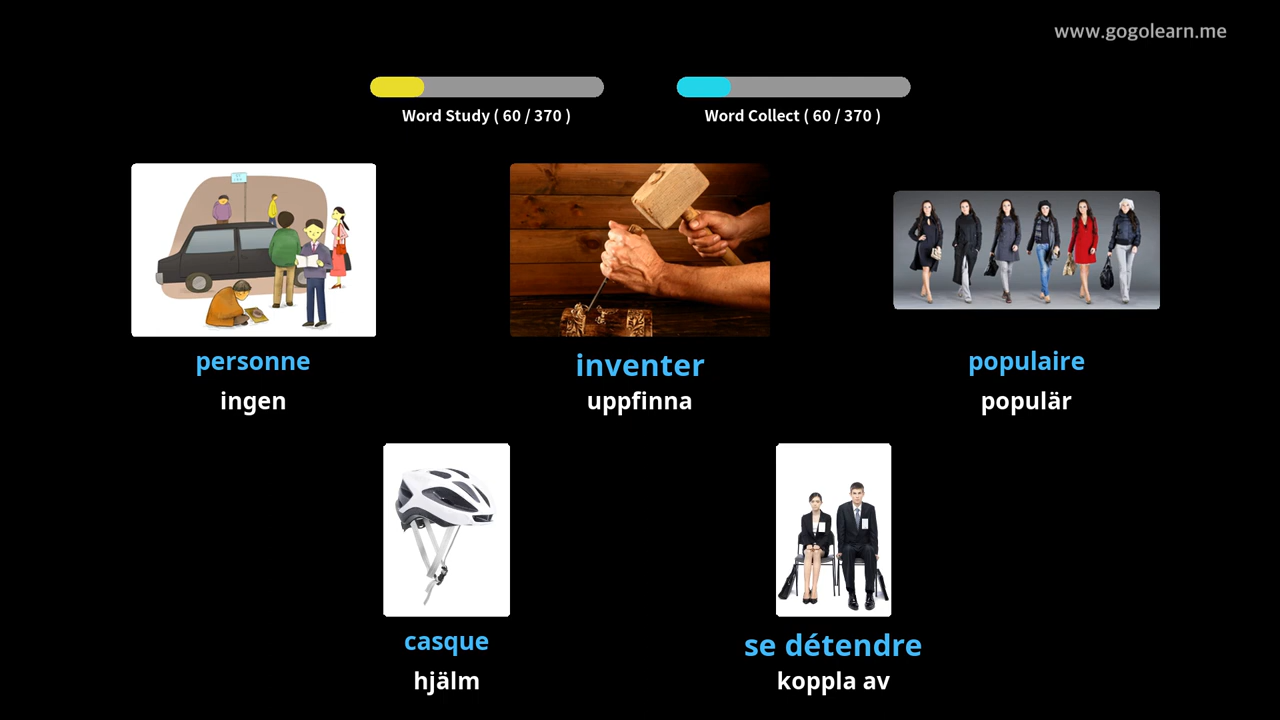 www.gogolearn.me
Word Study ( 60 / 370 )
Word Collect ( 60 / 370 )
personne
ingen
inventer
uppfinna
populaire
populär
casque
hjälm
se détendre
koppla av